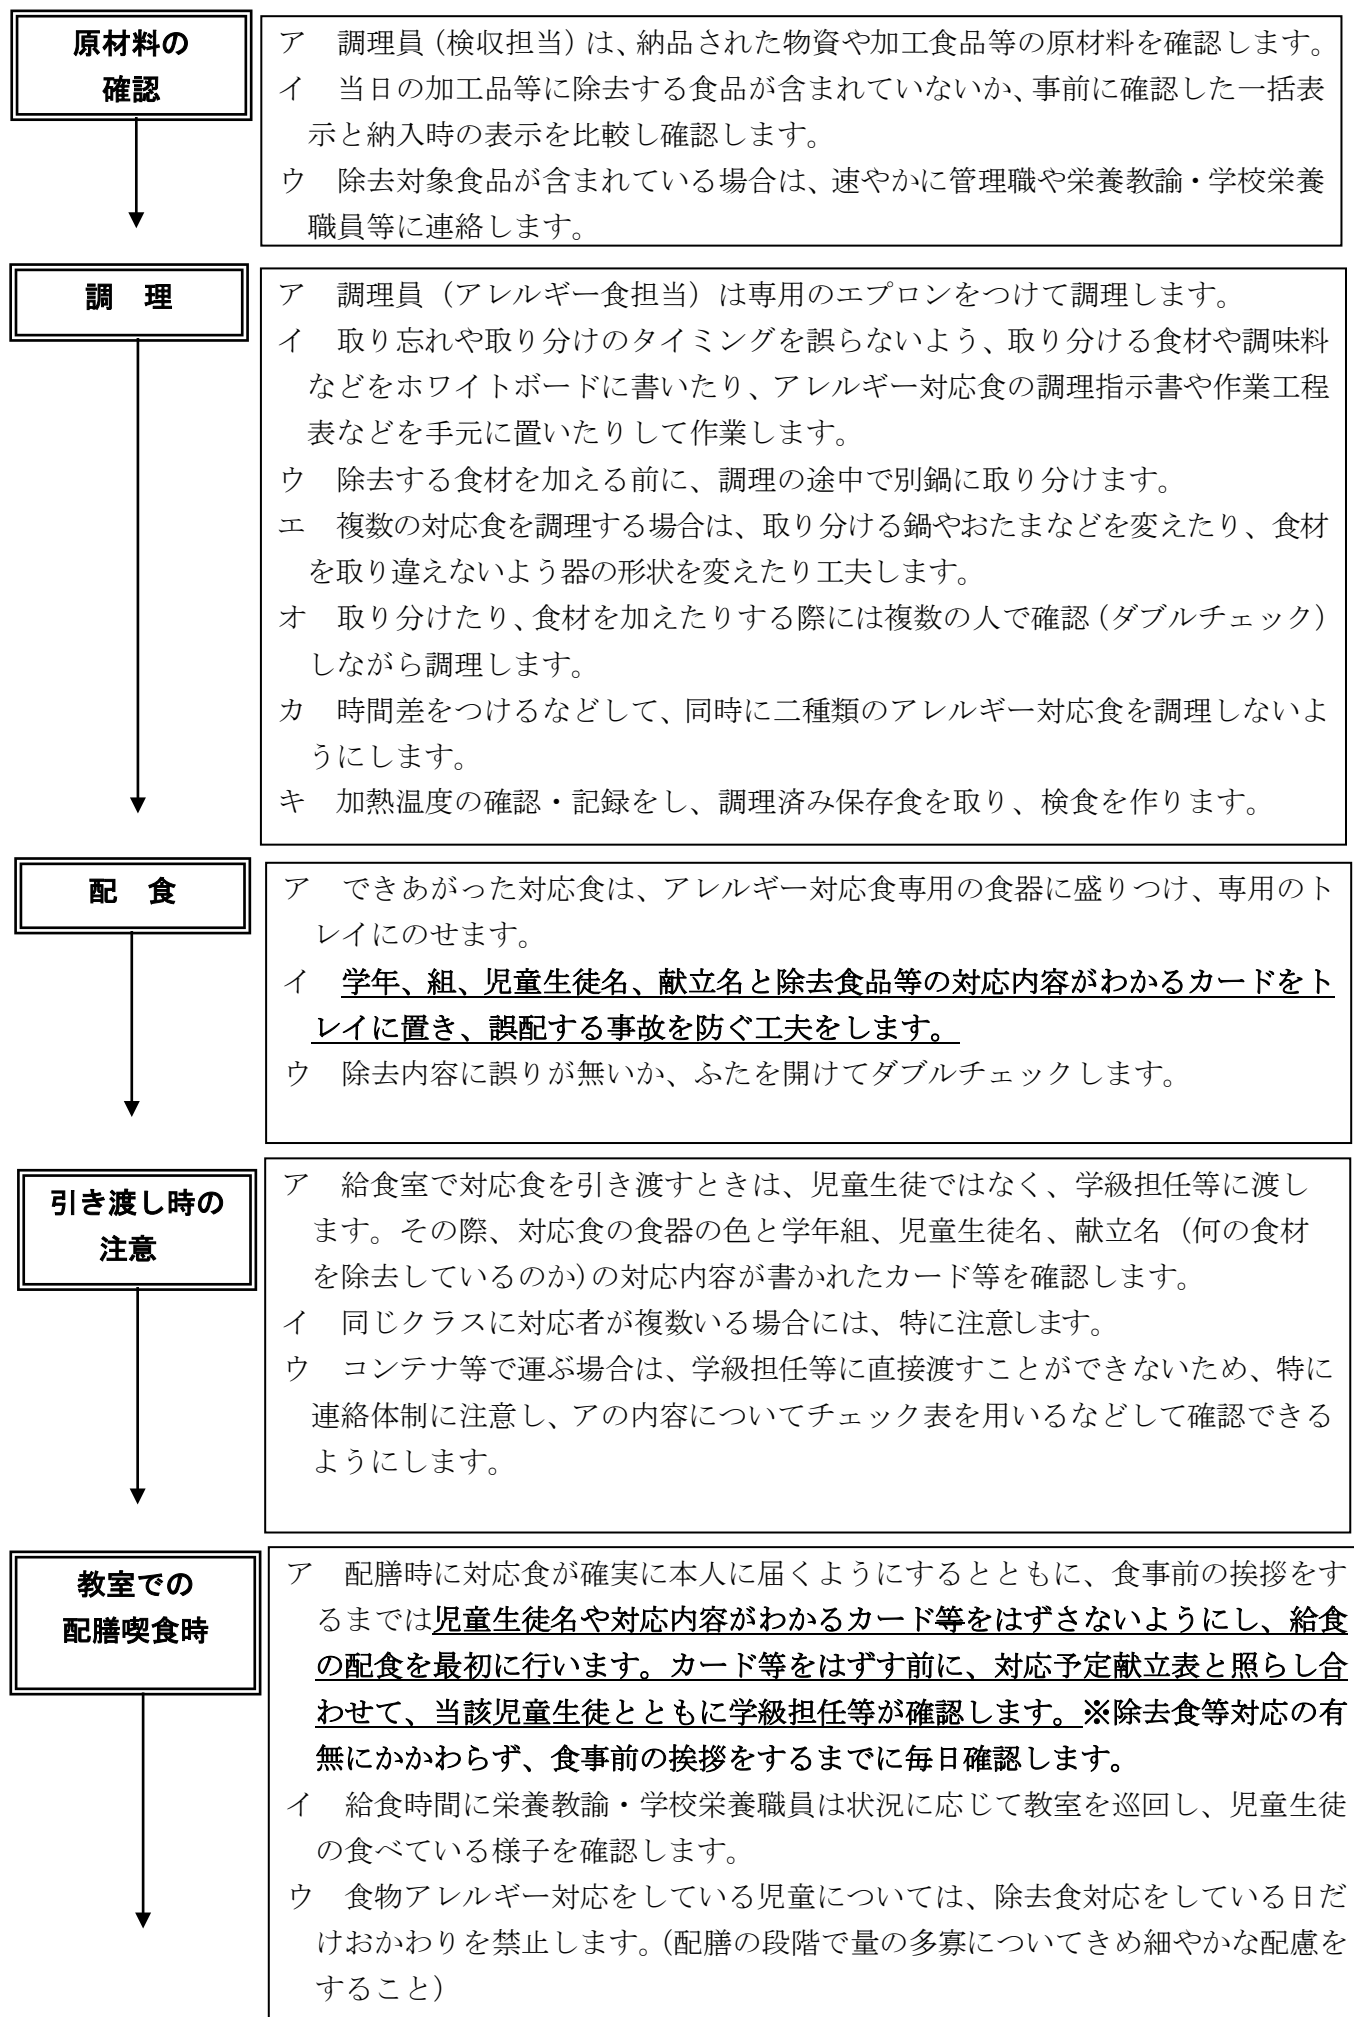 原材料の
確認
ア　調理員（検収担当）は、納品された物資や加工食品等の原材料を確認します。
イ　当日の加工品等に除去する食品が含まれていないか、事前に確認した一括表
示と納入時の表示を比較し確認します。
ウ　除去対象食品が含まれている場合は、速やかに管理職や栄養教諭・学校栄養
職員等に連絡します。
調　理
ア　調理員（アレルギー食担当）は専用のエプロンをつけて調理します。
イ　取り忘れや取り分けのタイミングを誤らないよう、取り分ける食材や調味料
などをホワイトボードに書いたり、アレルギー対応食の調理指示書や作業工程
表などを手元に置いたりして作業します。
ウ　除去する食材を加える前に、調理の途中で別鍋に取り分けます。
エ　複数の対応食を調理する場合は、取り分ける鍋やおたまなどを変えたり、食材
を取り違えないよう器の形状を変えたり工夫します。
オ　取り分けたり、食材を加えたりする際には複数の人で確認（ダブルチェック）
しながら調理します。
カ　時間差をつけるなどして、同時に二種類のアレルギー対応食を調理しないよ
うにします。
キ　加熱温度の確認・記録をし、調理済み保存食を取り、検食を作ります。
配　食
ア　できあがった対応食は、アレルギー対応食専用の食器に盛りつけ、専用のト
レイにのせます。
イ　学年、組、児童生徒名、献立名と除去食品等の対応内容がわかるカードをト
レイに置き、誤配する事故を防ぐ工夫をします。
ウ　除去内容に誤りが無いか、ふたを開けてダブルチェックします。
引き渡し時の
注意
ア　給食室で対応食を引き渡すときは、児童生徒ではなく、学級担任等に渡し
ます。その際、対応食の食器の色と学年組、児童生徒名、献立名（何の食材
を除去しているのか）の対応内容が書かれたカード等を確認します。
イ　同じクラスに対応者が複数いる場合には、特に注意します。
ウ　コンテナ等で運ぶ場合は、学級担任等に直接渡すことができないため、特に
連絡体制に注意し、アの内容についてチェック表を用いるなどして確認できる
ようにします。
教室での
配膳喫食時
ア　配膳時に対応食が確実に本人に届くようにするとともに、食事前の挨拶をす
るまでは児童生徒名や対応内容がわかるカード等をはずさないようにし、給食
の配食を最初に行います。カード等をはずす前に、対応予定献立表と照らし合
わせて、当該児童生徒とともに学級担任等が確認します。※除去食等対応の有
無にかかわらず、食事前の挨拶をするまでに毎日確認します。
イ　給食時間に栄養教諭・学校栄養職員は状況に応じて教室を巡回し、児童生徒
の食べている様子を確認します。
ウ　食物アレルギー対応をしている児童については、除去食対応をしている日だ
けおかわりを禁止します。（配膳の段階で量の多寡についてきめ細やかな配慮を
すること）